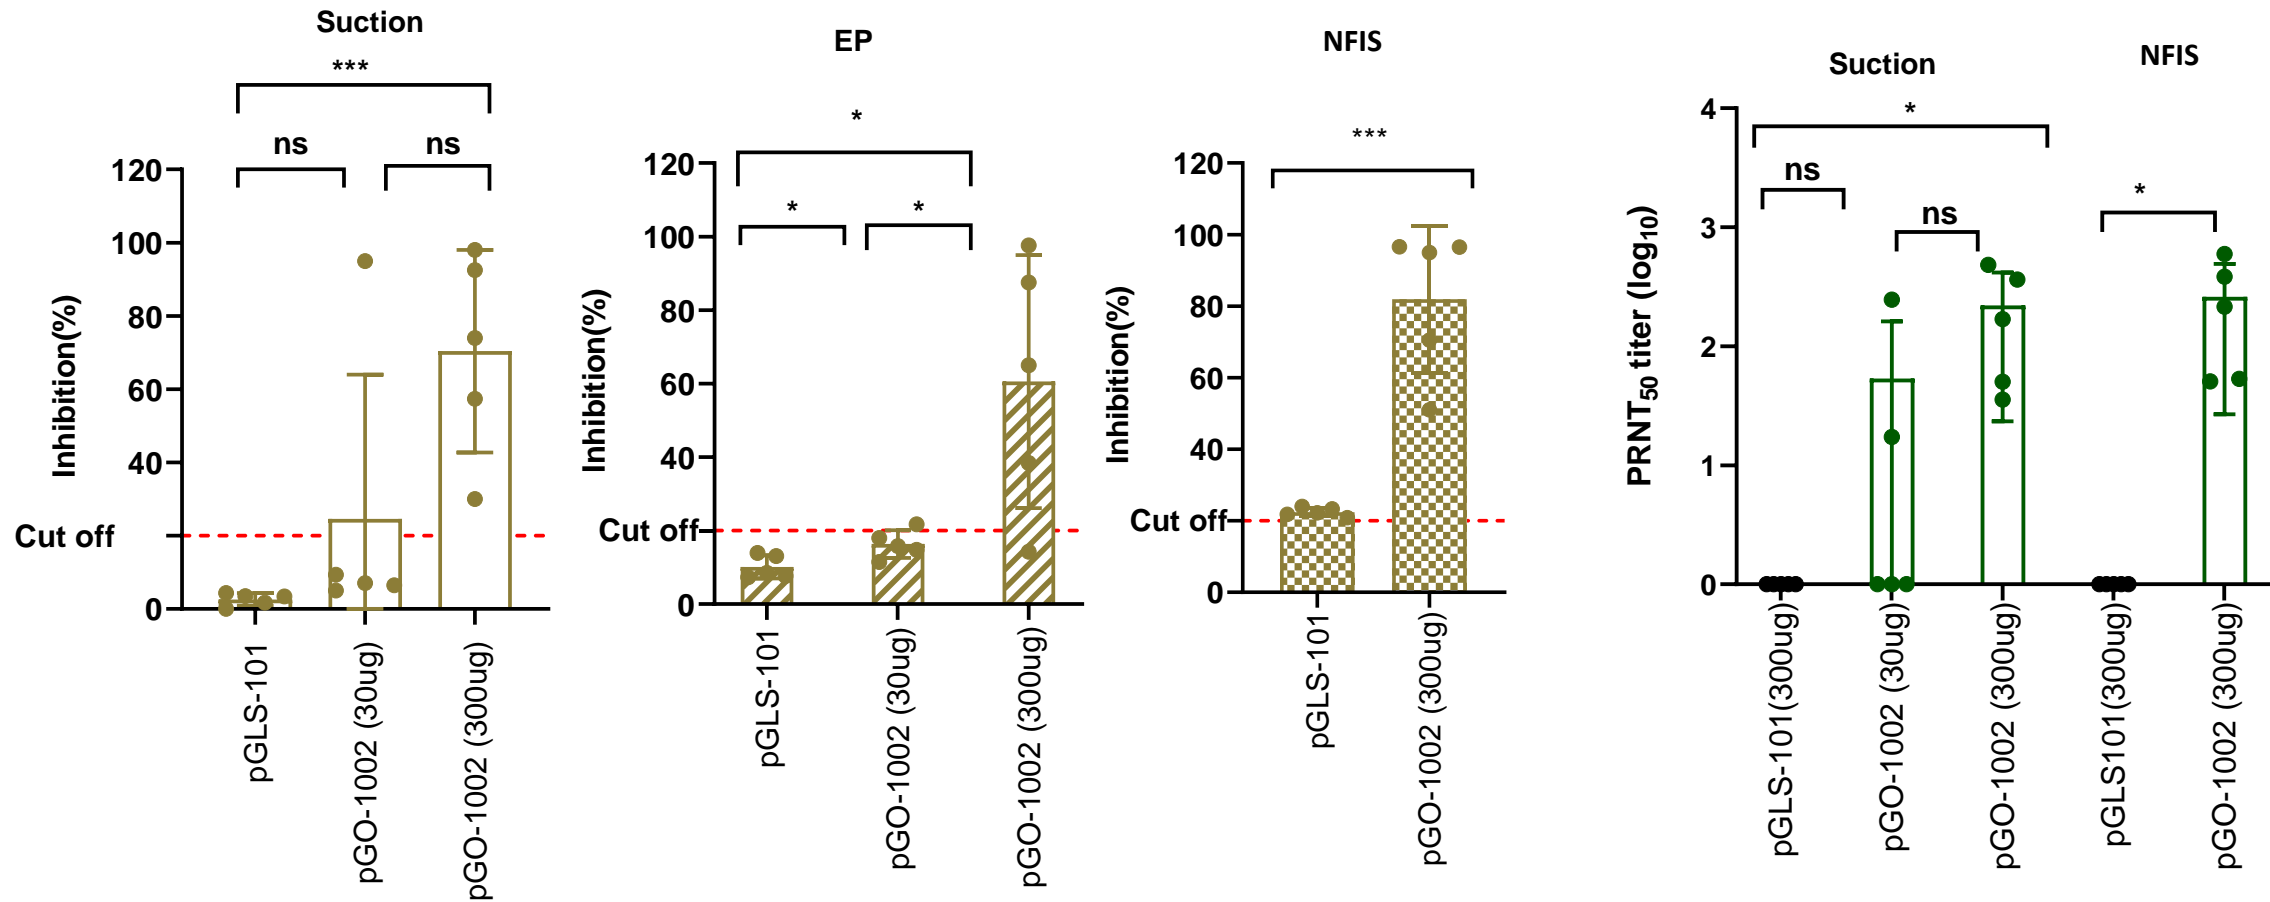 Suction
***
ns
ns
Inhibition(%)
120
100
80
60
40
Cut off
0
pGLS-101
pGO-1002 (30ug)
pGO-1002 (300ug)
EP
*
*
*
Inhibition(%)
120
100
80
60
40
Cut off
0
pGLS-101
pGO-1002 (30ug)
pGO-1002 (300ug)
NFIS
***
Inhibition(%)
120
100
80
60
40
Cut off
0
pGLS-101
pGO-1002 (300ug)
Suction
NFIS
*
ns
ns
*
PRNT50 titer (log10)
4
3
2
1
0
pGLS-101(300ug)
pGO-1002 (30ug)
pGO-1002 (300ug)
pGLS101(300ug)
pGO-1002 (300ug)